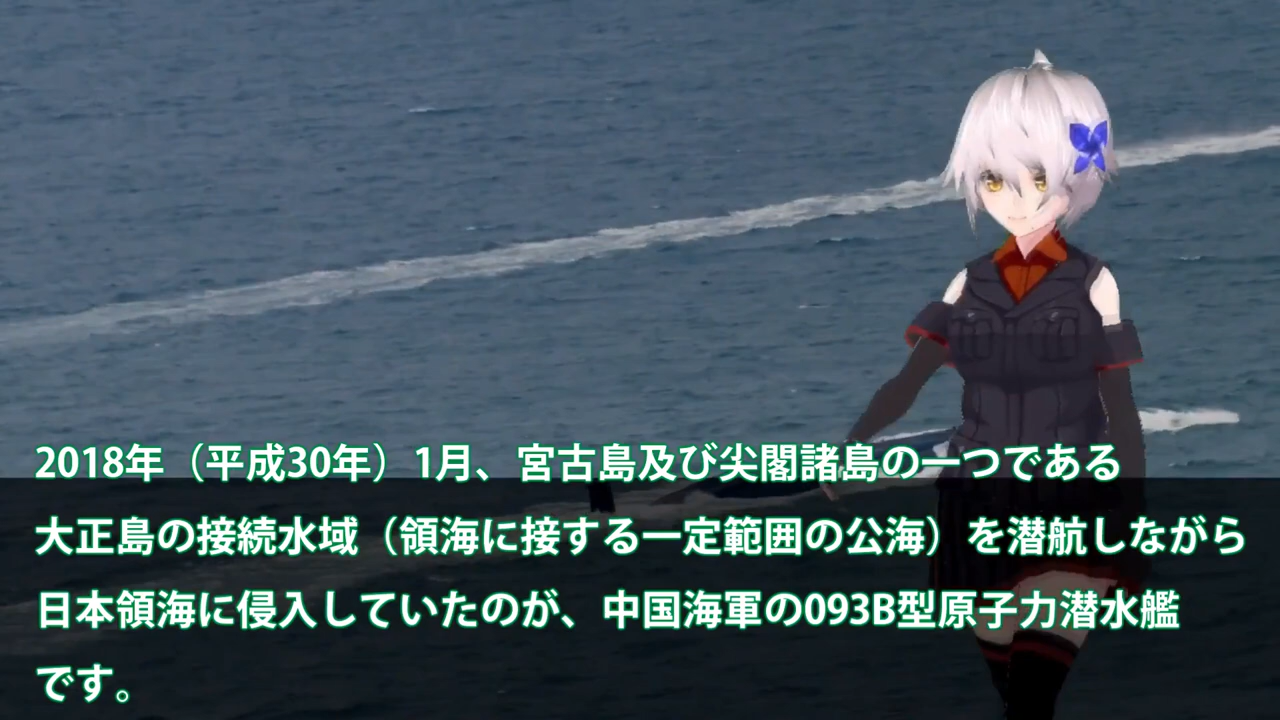 2018年（平成30年）1月、宮古島及び尖閣諸島の一つである
大正島の接続水域（領海に接する一定範囲の公海）を潜航しながら
日本領海に侵入していたのが、中国海軍の093B型原子力潜水艦
です。